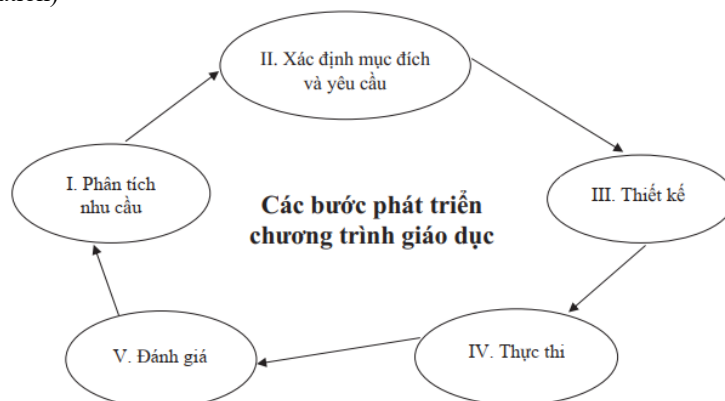 II. Xác định mục đích
và yêu cầu
I. Phân tích
nhu cầu
III. Thiết kế
Các bước phát triển
chương trình giáo dục
V. Đánh giá
IV. Thực thi